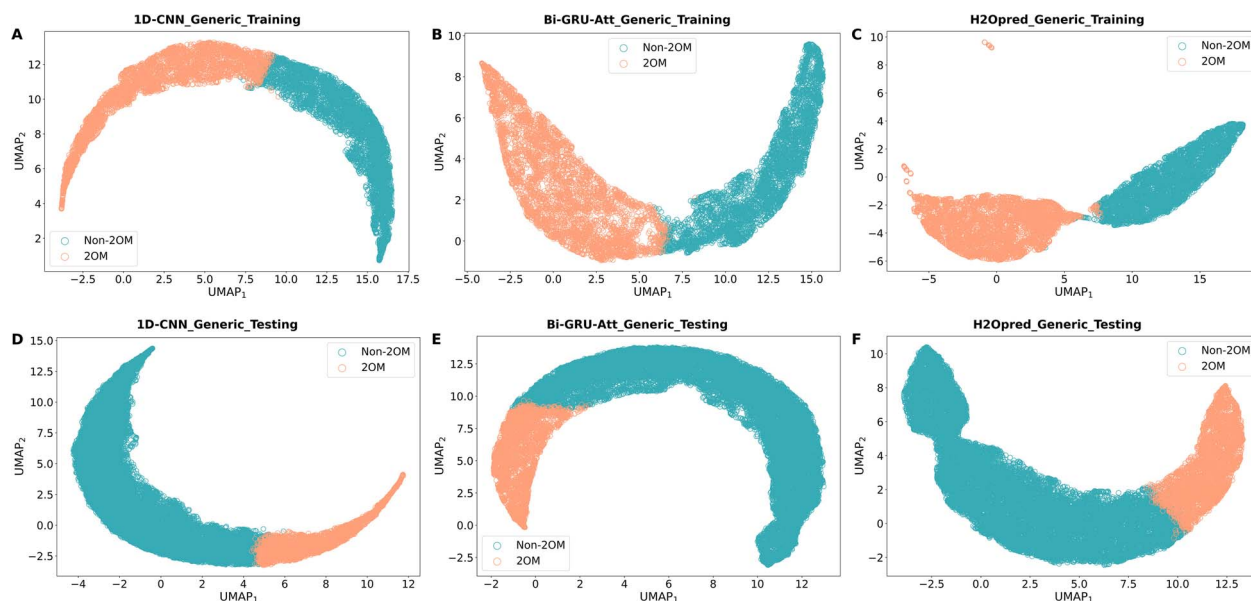 1D-CNN_Generic_Training
A
12
10
8
6
4
2
UMAP₂
Non-2OM
2OM
−2.5 0.0 2.5 5.0 7.5 10.0 12.5 15.0 17.5
UMAP₁
Bi-GRU-Att_Generic_Training
B
10
8
6
4
2
0
UMAP₂
Non-2OM
2OM
−5.0 −2.5 0.0 2.5 5.0 7.5 10.0 12.5 15.0
UMAP₁
H2Opred_Generic_Training
C
10
8
6
4
2
0
−2
−4
−6
UMAP₂
Non-2OM
2OM
−5 0 5 10 15
UMAP₁
1D-CNN_Generic_Testing
D
15.0
12.5
10.0
7.5
5.0
2.5
0.0
−2.5
UMAP₂
Non-2OM
2OM
−4 −2 0 2 4 6 8 10 12
UMAP₁
Bi-GRU-Att_Generic_Testing
E
12.5
10.0
7.5
5.0
2.5
0.0
−2.5
UMAP₂
Non-2OM
2OM
−2 0 2 4 6 8 10 12
UMAP₁
H2Opred_Generic_Testing
F
10
8
6
4
2
0
−2
UMAP₂
Non-2OM
2OM
−2.5 0.0 2.5 5.0 7.5 10.0 12.5
UMAP₁